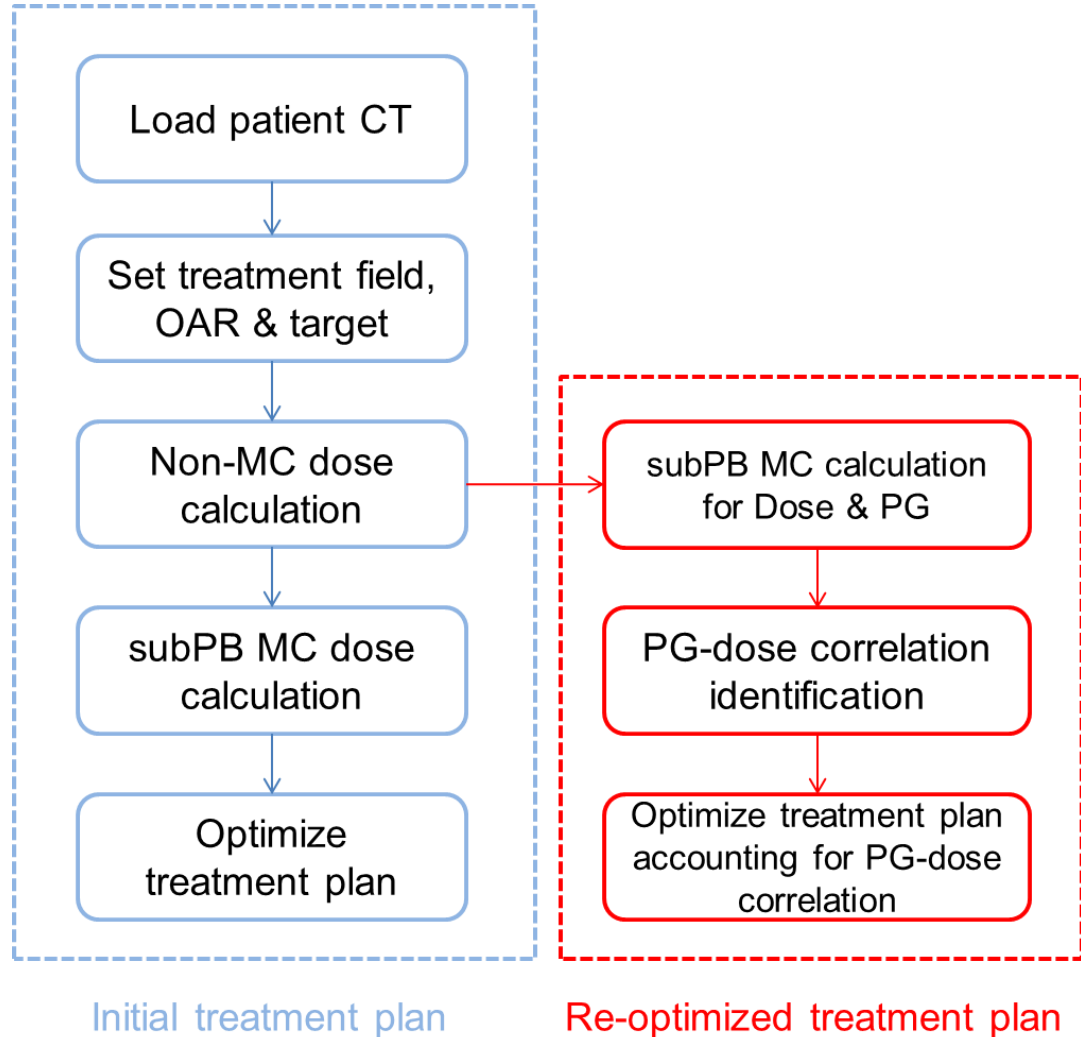 Load patient CT
Set treatment field,
OAR & target
Non-MC dose
calculation
subPB MC dose
calculation
Optimize
treatment plan
Initial treatment plan
subPB MC calculation
for Dose & PG
PG-dose correlation
identification
Optimize treatment plan
accounting for PG-dose
correlation
Re-optimized treatment plan